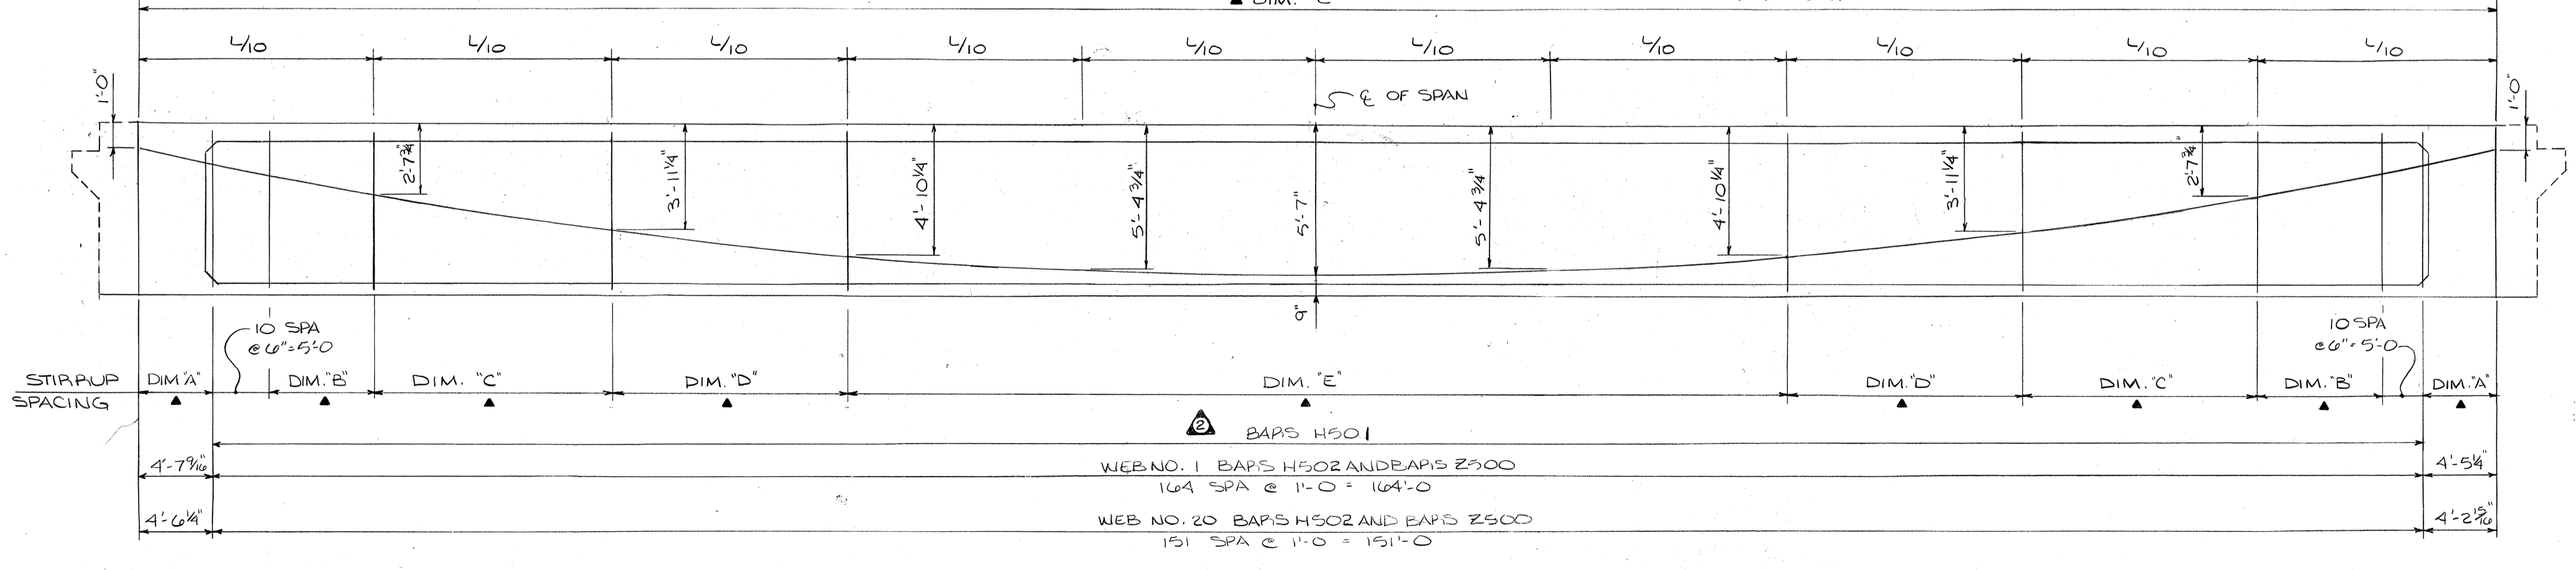 ▲ DIM. "L"
L/10 L/10 L/10 L/10 L/10 L/10 L/10 L/10 L/10 L/10
1'-0" 1'-0"
℄ OF SPAN
2'-7¾" 3'-11¼" 4'-10¼" 5'-4¾" 5'-7" 5'-4¾" 4'-10¼" 3'-11¼" 2'-7¾"
9"
10 SPA
@6"=5'-0
10 SPA
@6"=5'-0
STIRRUP
SPACING
DIM."A" DIM."B" DIM. "C" DIM. "D" DIM. "E" DIM."D" DIM."C" DIM."B" DIM."A"
▲ ▲ ▲ ▲ ▲ ▲ ▲ ▲ ▲
2 BARS H501
4'-7 9/16" WEB NO. 1 BARS H502 AND BARS Z500 4'-5¼"
164 SPA @ 1'-0 = 164'-0
4'-6¼" WEB NO. 20 BARS H502 AND BARS Z500 4'-2 15/16"
151 SPA @ 1'-0 = 151'-0